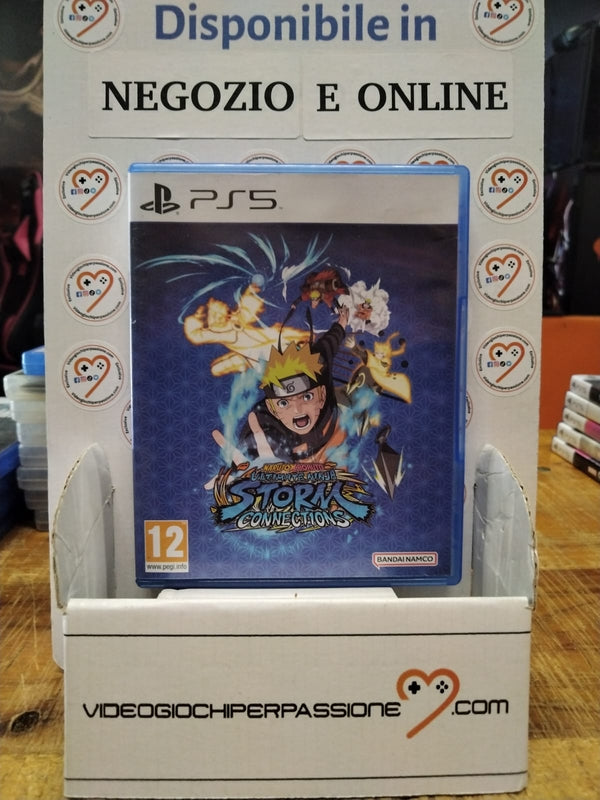 Disponibile in
NEGOZIO E ONLINE
PS5
NARUTO X BORUTO
ULTIMATE NINJA
STORM
CONNECTIONS
12
www.pegi.info
BANDAI NAMCO
VIDEOGIOCHIPERPASSIONE .COM